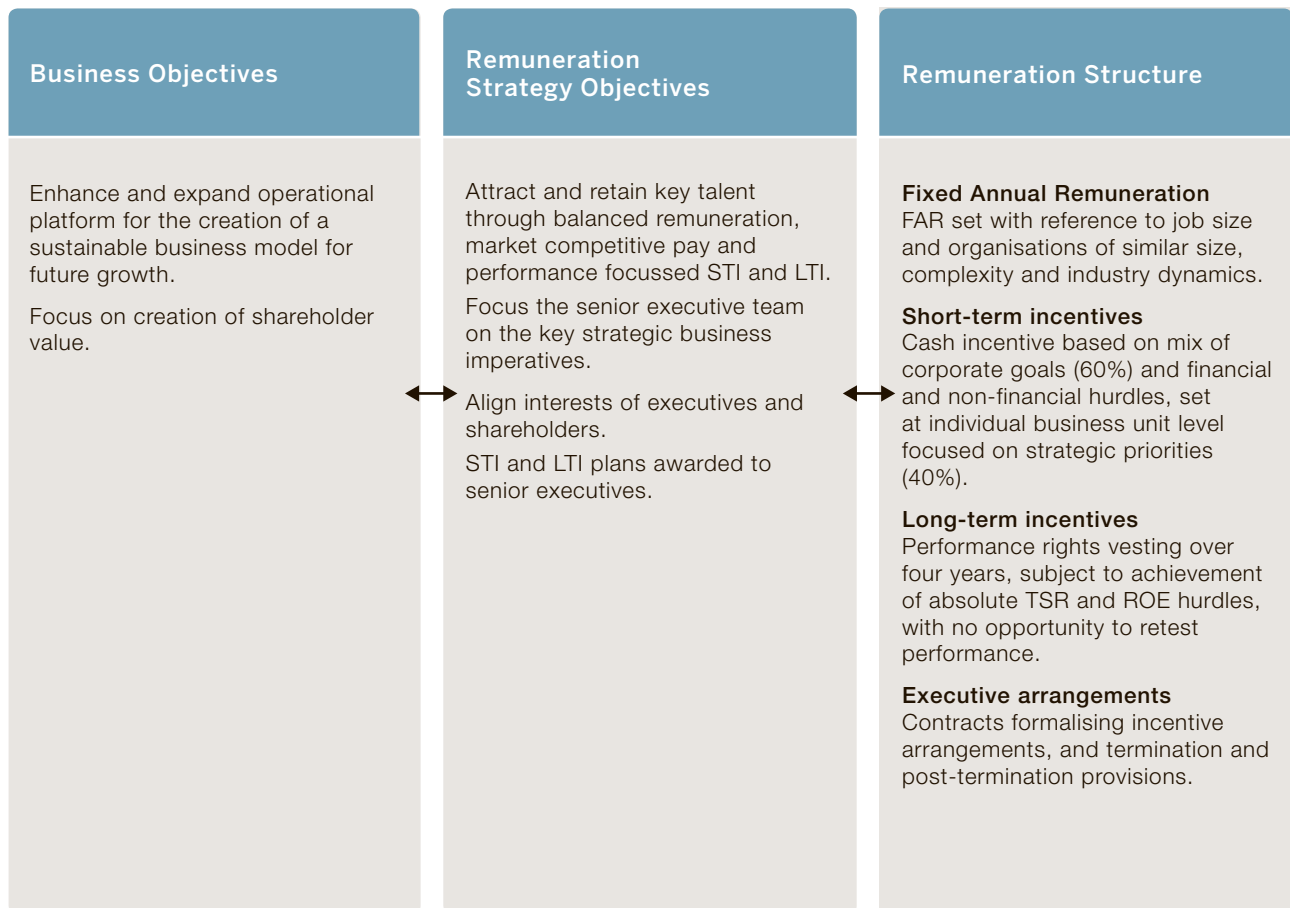 Business Objectives
Enhance and expand operational
platform for the creation of a
sustainable business model for
future growth.
Focus on creation of shareholder
value.
Remuneration
Strategy Objectives
Attract and retain key talent
through balanced remuneration,
market competitive pay and
performance focussed STI and LTI.
Focus the senior executive team
on the key strategic business
imperatives.
Align interests of executives and
shareholders.
STI and LTI plans awarded to
senior executives.
Remuneration Structure
Fixed Annual Remuneration
FAR set with reference to job size
and organisations of similar size,
complexity and industry dynamics.
Short-term incentives
Cash incentive based on mix of
corporate goals (60%) and financial
and non-financial hurdles, set
at individual business unit level
focused on strategic priorities
(40%).
Long-term incentives
Performance rights vesting over
four years, subject to achievement
of absolute TSR and ROE hurdles,
with no opportunity to retest
performance.
Executive arrangements
Contracts formalising incentive
arrangements, and termination and
post-termination provisions.